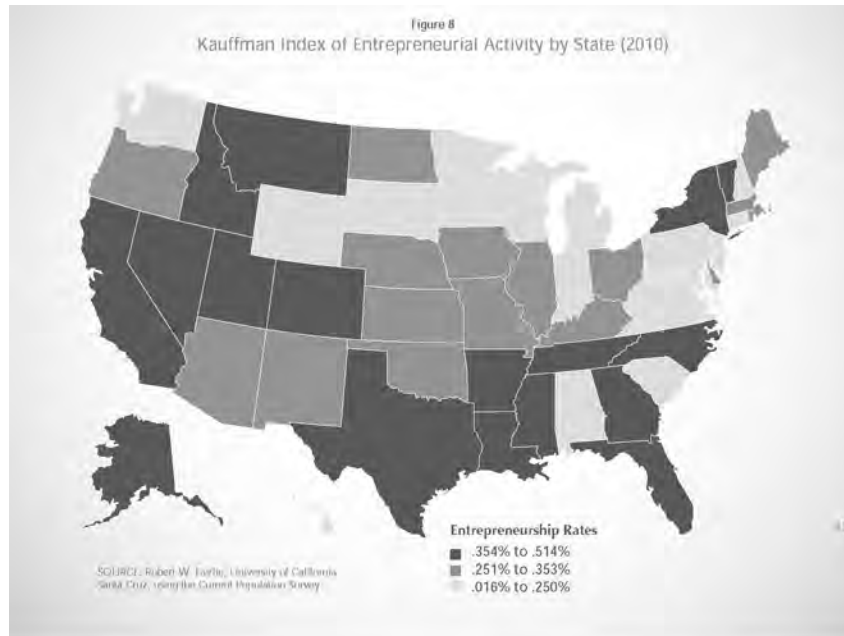 Figure 8
Kauffman Index of Entrepreneurial Activity by State (2010)
Entrepreneurship Rates
.354% to .514%
.251% to .353%
.016% to .250%
SOURCE: Robert W. Fairlie, University of California
Santa Cruz, using the Current Population Survey